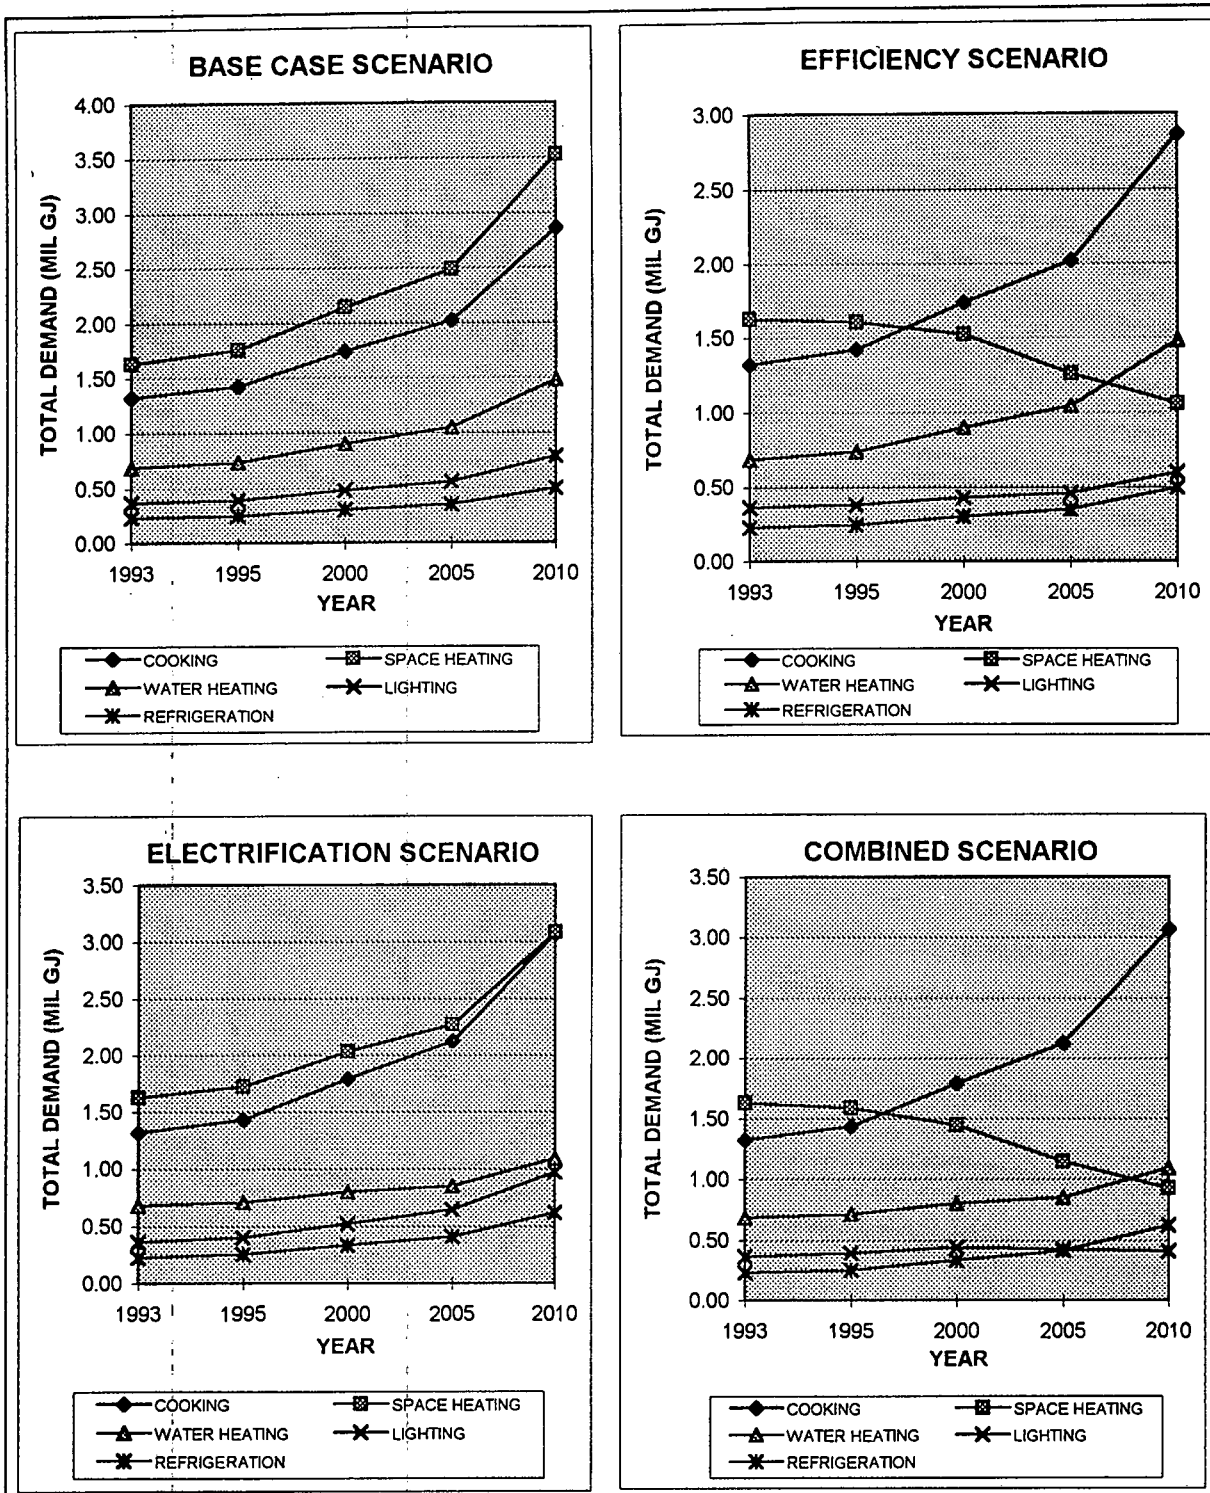 BASE CASE SCENARIO
TOTAL DEMAND (MIL GJ)
4.00
3.50
3.00
2.50
2.00
1.50
1.00
0.50
0.00
1993 1995 2000 2005 2010
YEAR
COOKING SPACE HEATING
WATER HEATING LIGHTING
REFRIGERATION
EFFICIENCY SCENARIO
TOTAL DEMAND (MIL GJ)
3.00
2.50
2.00
1.50
1.00
0.50
0.00
1993 1995 2000 2005 2010
YEAR
COOKING SPACE HEATING
WATER HEATING LIGHTING
REFRIGERATION
ELECTRIFICATION SCENARIO
TOTAL DEMAND (MIL GJ)
3.50
3.00
2.50
2.00
1.50
1.00
0.50
0.00
1993 1995 2000 2005 2010
YEAR
COOKING SPACE HEATING
WATER HEATING LIGHTING
REFRIGERATION
COMBINED SCENARIO
TOTAL DEMAND (MIL GJ)
3.50
3.00
2.50
2.00
1.50
1.00
0.50
0.00
1993 1995 2000 2005 2010
YEAR
COOKING SPACE HEATING
WATER HEATING LIGHTING
REFRIGERATION